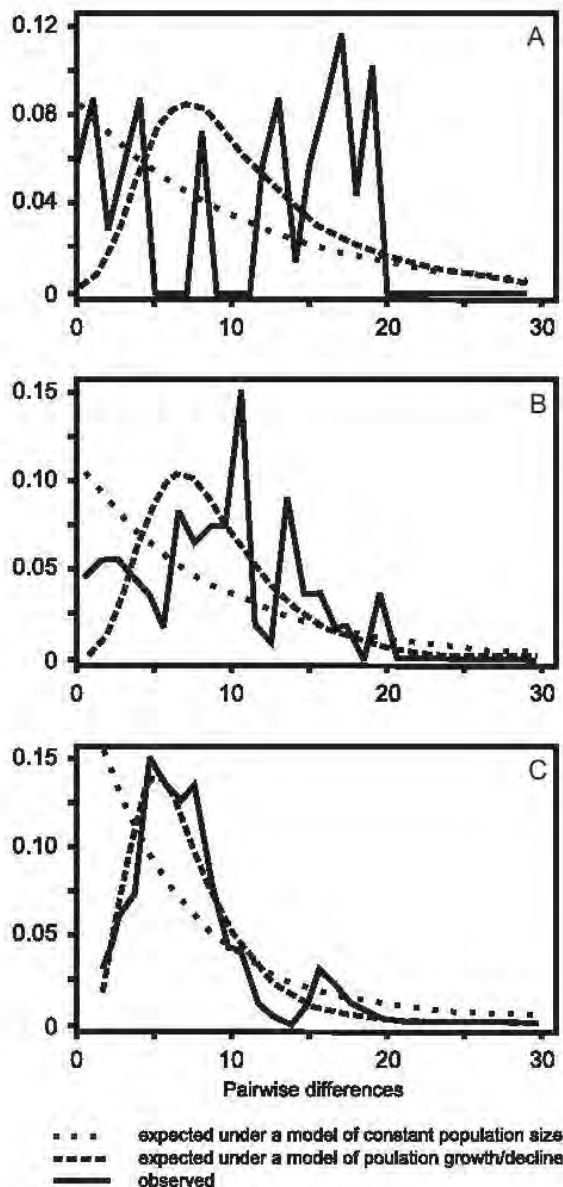 0.12
A
0.08
0.04
0
0 10 20 30
0.15
B
0.10
0.05
0
0 10 20 30
0.15
C
0.10
0.05
0
0 10 20 30
Pairwise differences
expected under a model of constant population size
expected under a model of poulation growth/decline
observed